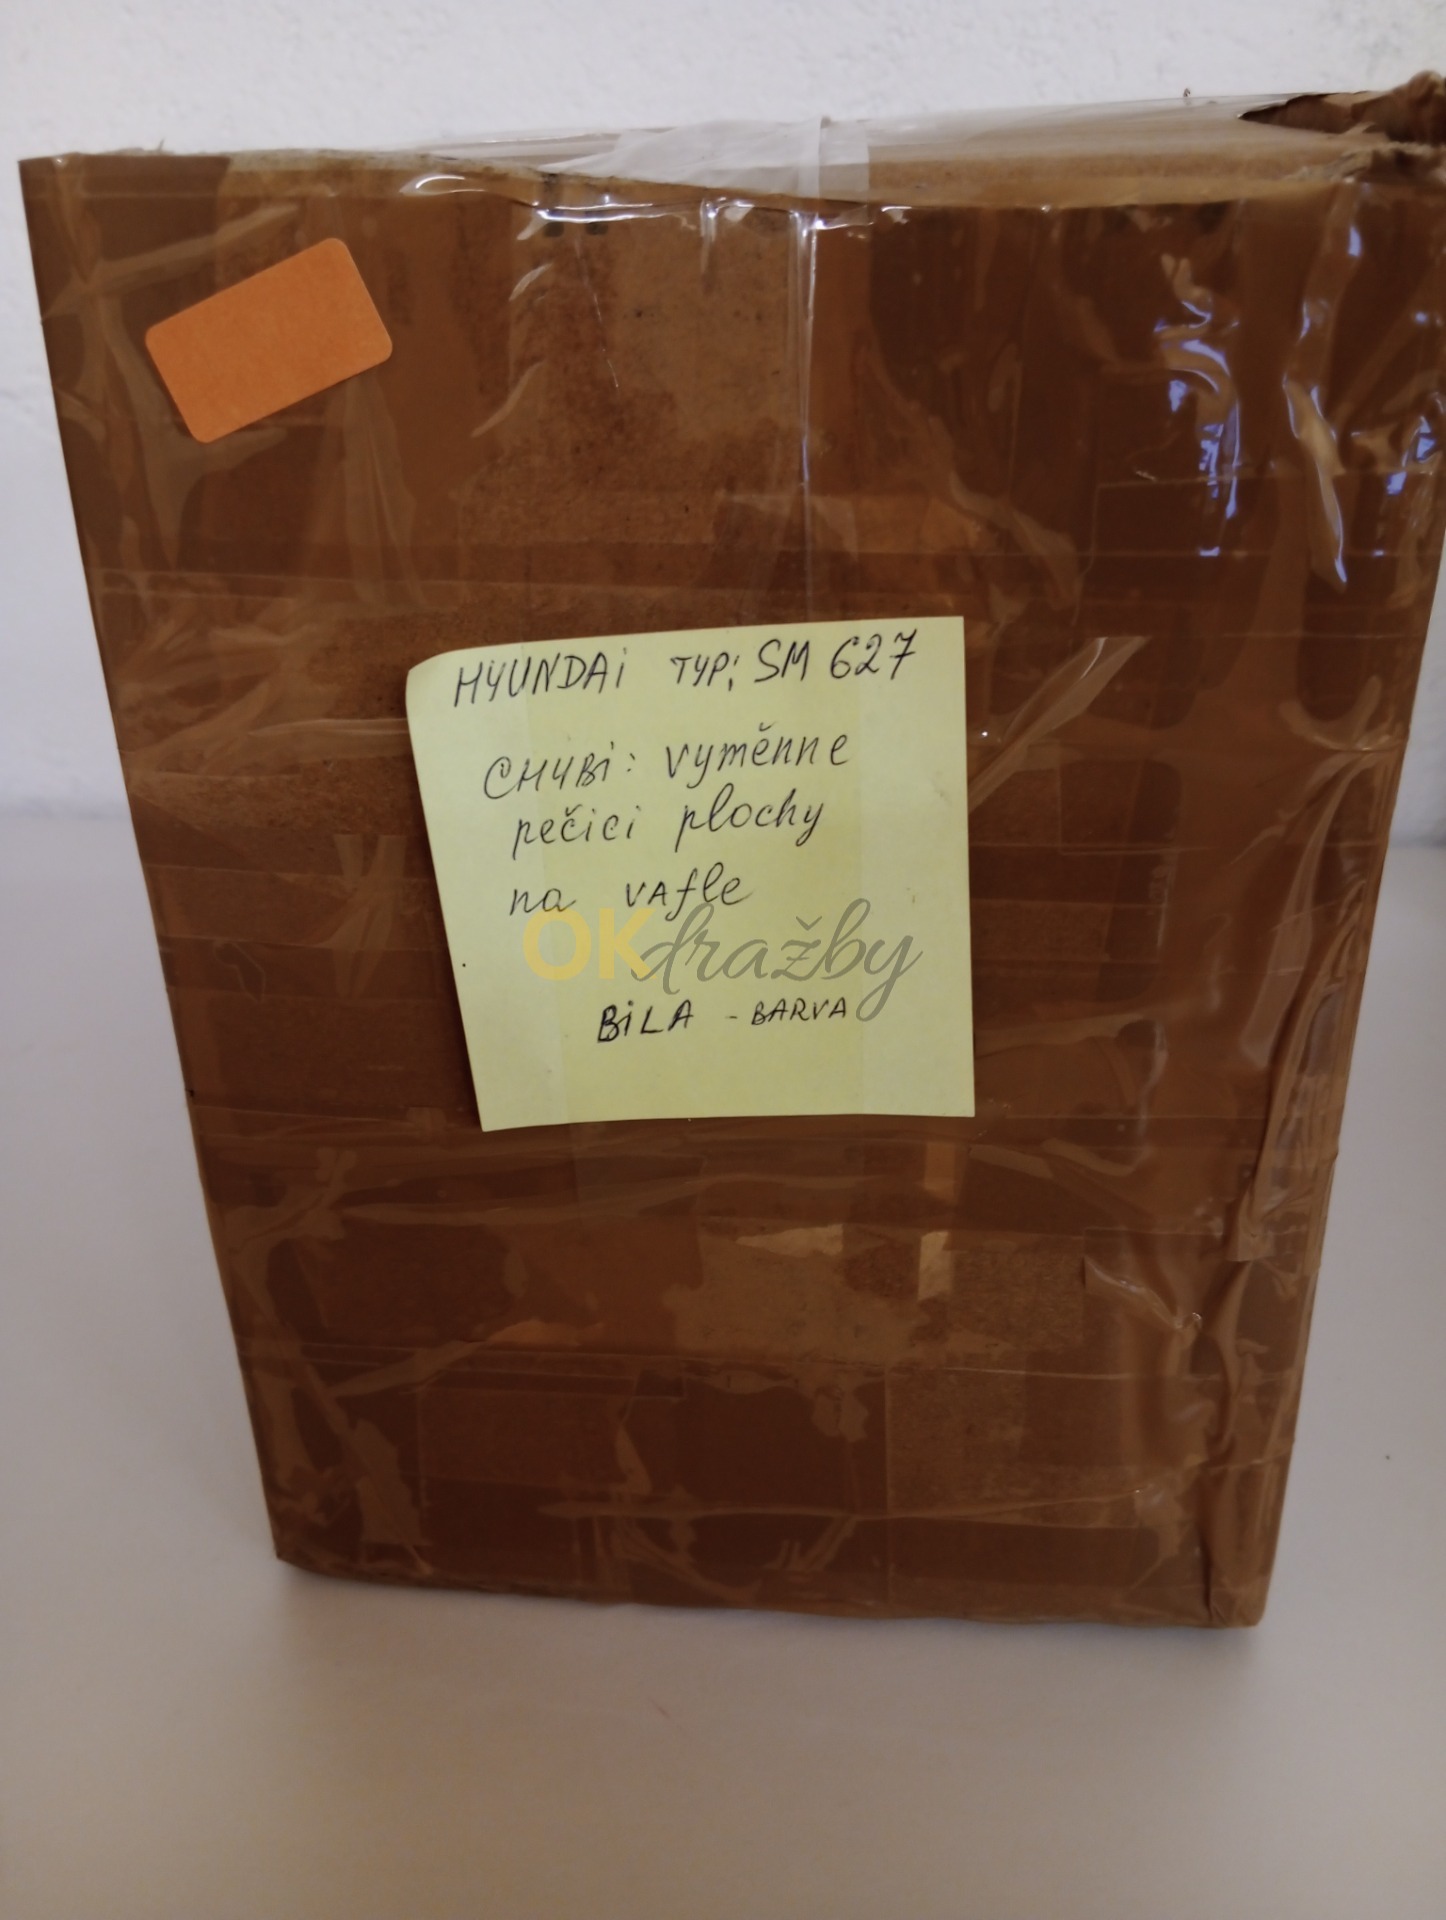 HYUNDAi TYP: SM 627
CHYBi: vyměnne
pečici plochy
na vafle
OKdražby
BiLA - BARVA